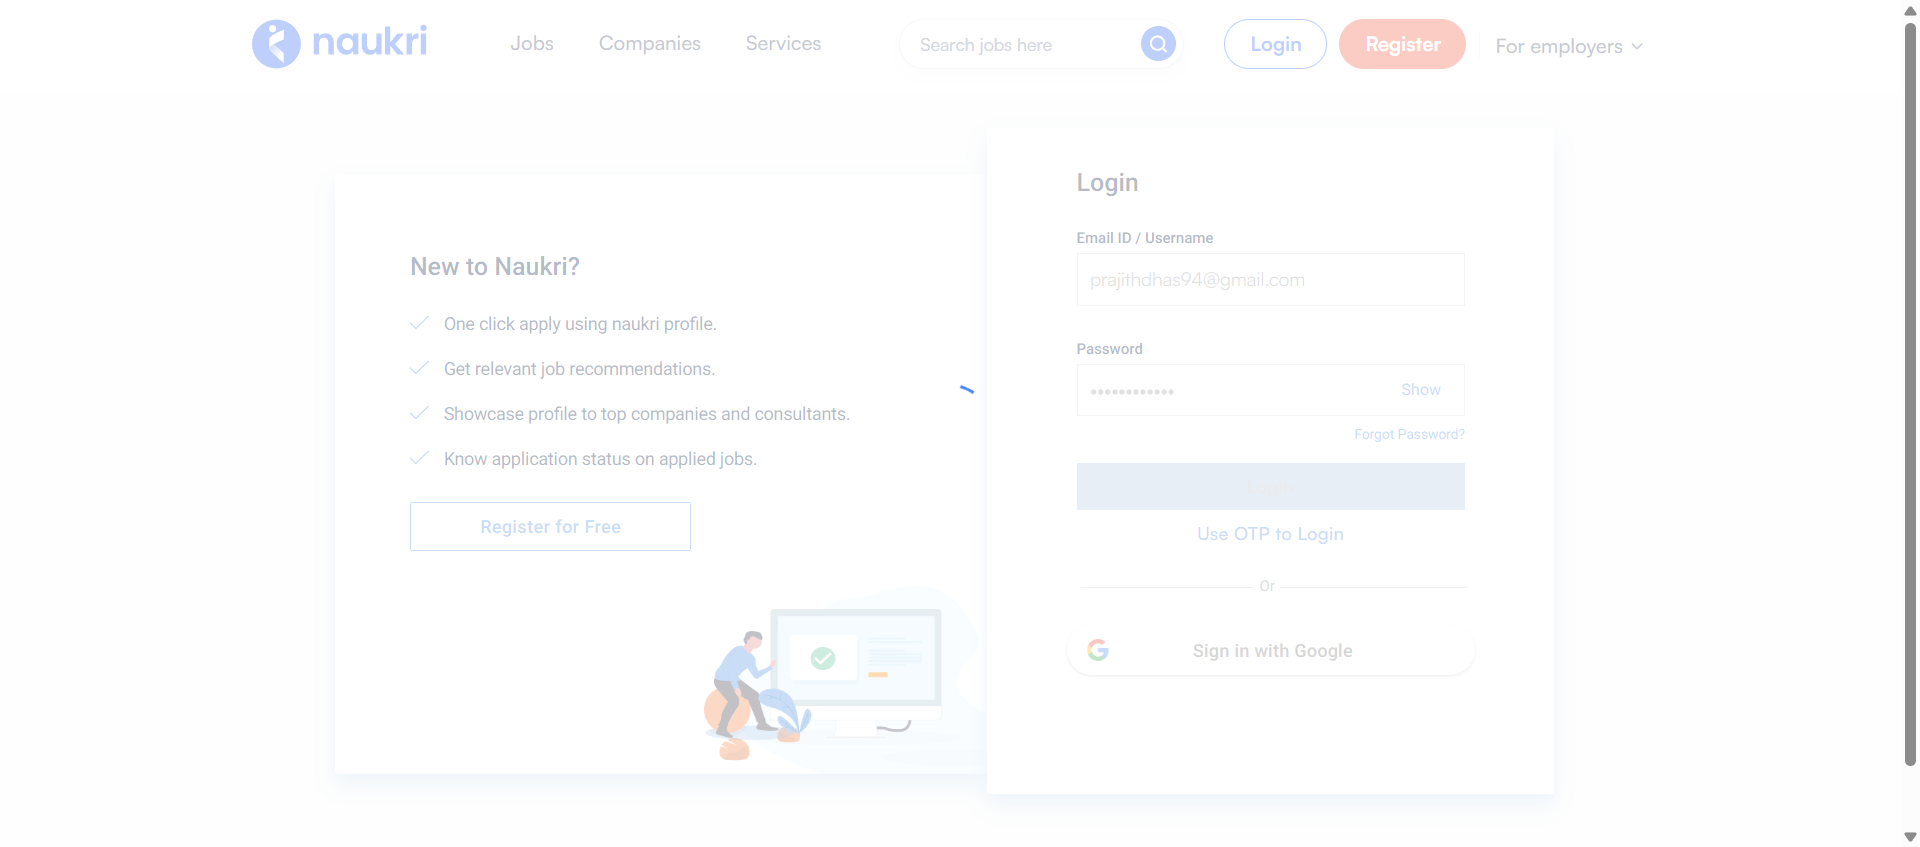 naukri
Jobs
Companies
Services
Search jobs here
Login
Register
For employers
New to Naukri?
One click apply using naukri profile.
Get relevant job recommendations.
Showcase profile to top companies and consultants.
Know application status on applied jobs.
Register for Free
Login
Email ID / Username
prajithdhas94@gmail.com
Password
••••••••••••
Show
Forgot Password?
Use OTP to Login
Or
Sign in with Google